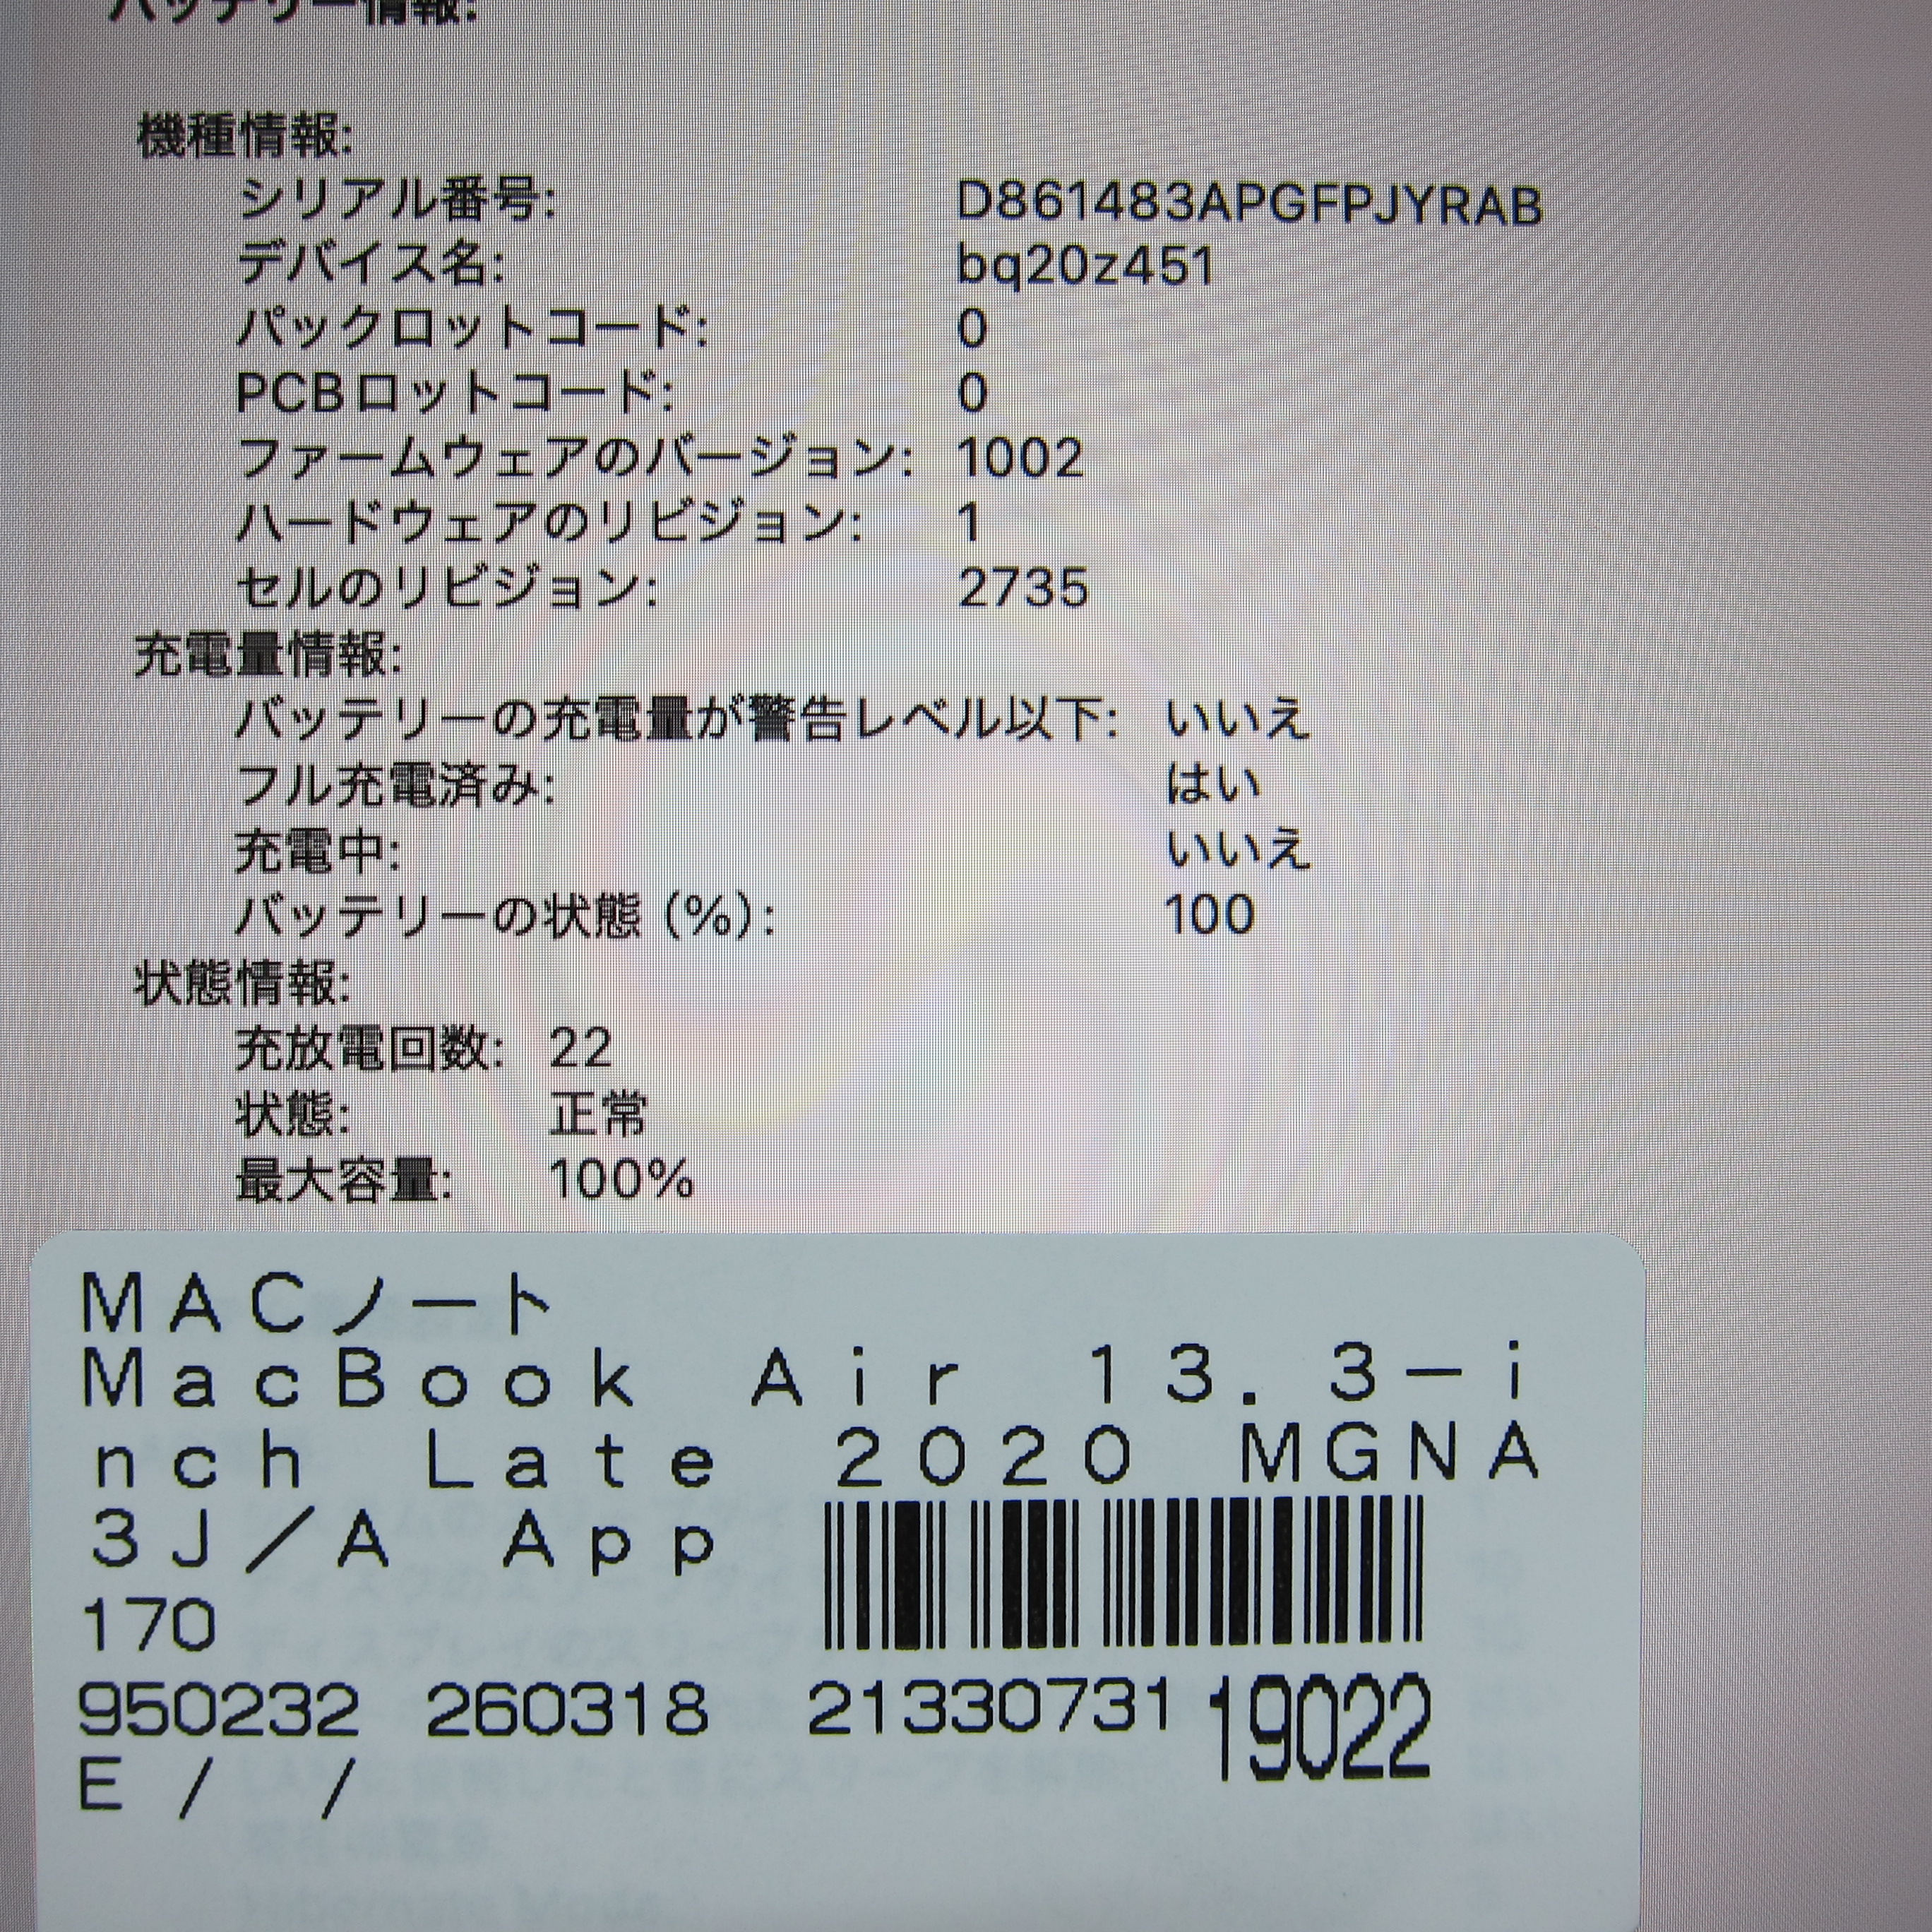 バッテリー情報:
機種情報:
シリアル番号: D861483APGFPJYRAB
デバイス名: bq20z451
パックロットコード: 0
PCBロットコード: 0
ファームウェアのバージョン: 1002
ハードウェアのリビジョン: 1
セルのリビジョン: 2735
充電量情報:
バッテリーの充電量が警告レベル以下: いいえ
フル充電済み: はい
充電中: いいえ
バッテリーの状態 (%): 100
状態情報:
充放電回数: 22
状態: 正常
最大容量: 100%
MACノート
MacBook Air 13.3-i
nch Late 2020 MGNA
3J/A App
170
950232 260318 21330731 19022
E / /